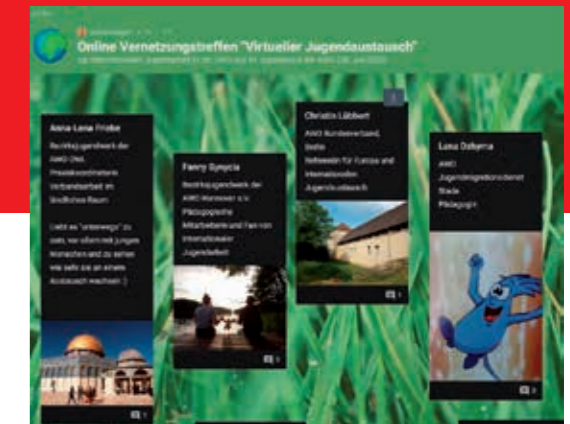 Online Vernetzungstreffen "Virtueller Jugendaustausch"
Anna-Lena Friebe
Bezirksjugendwerk der
AWO OWL
Praxiskoordinatorin
Verbandsarbeit im
ländlichen Raum
Liebt es "unterwegs" zu
sein, vor allem mit jungen
Menschen und zu sehen
wie sehr sie an einem
Austausch wachsen :)
Fanny Synycia
Bezirksjugendwerk der
AWO Hannover e.V.
Pädagogische
Mitarbeiterin und Fan von
Internationaler
Jugendarbeit
Christin Lübbert
AWO Bundesverband,
Berlin
Referentin für Europa und
Internationalen
Jugendaustausch
Lena Dzbyrna
AWO
Jugendmigrationsdienst
Stade
Pädagogin